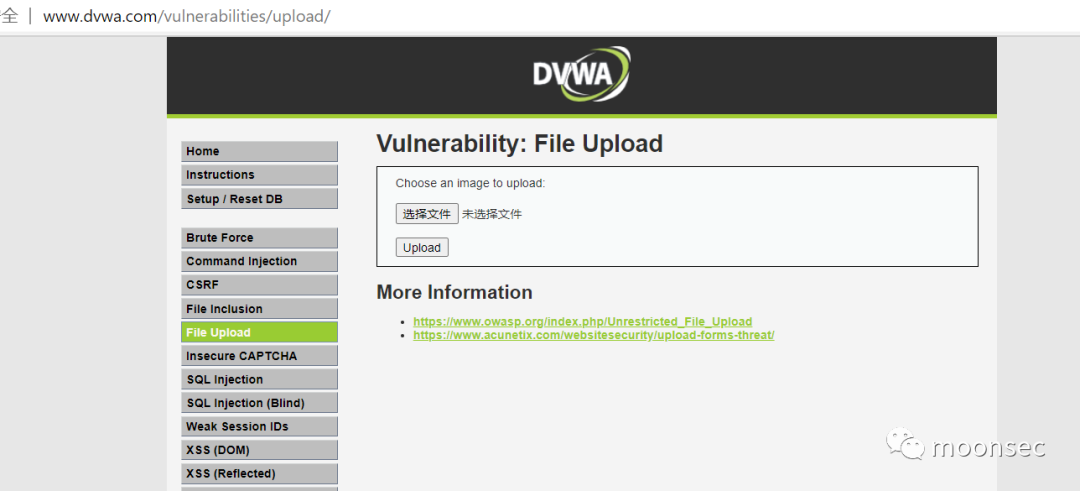 全 | www.dvwa.com/vulnerabilities/upload/
DVWA
Home
Instructions
Setup / Reset DB
Brute Force
Command Injection
CSRF
File Inclusion
File Upload
Insecure CAPTCHA
SQL Injection
SQL Injection (Blind)
Weak Session IDs
XSS (DOM)
XSS (Reflected)
Vulnerability: File Upload
Choose an image to upload:
选择文件 未选择文件
Upload
More Information
https://www.owasp.org/index.php/Unrestricted_File_Upload
https://www.acunetix.com/websitesecurity/upload-forms-threat/
moonsec